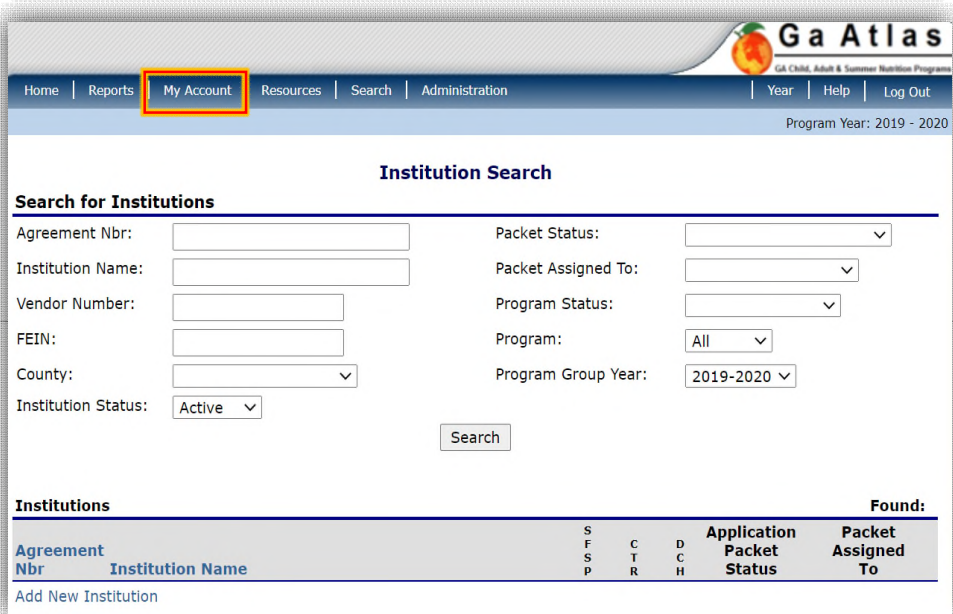 Ga Atlas
GA Child, Adult & Summer Nutrition Programs
Home | Reports | My Account | Resources | Search | Administration | Year | Help | Log Out
Program Year: 2019 - 2020
Institution Search
Search for Institutions
Agreement Nbr: Packet Status:
Institution Name: Packet Assigned To:
Vendor Number: Program Status:
FEIN: Program: All
County: Program Group Year: 2019-2020
Institution Status: Active
Search
Institutions Found:
Agreement Nbr Institution Name SFSP CTR DCH Application Packet Status Packet Assigned To
Add New Institution